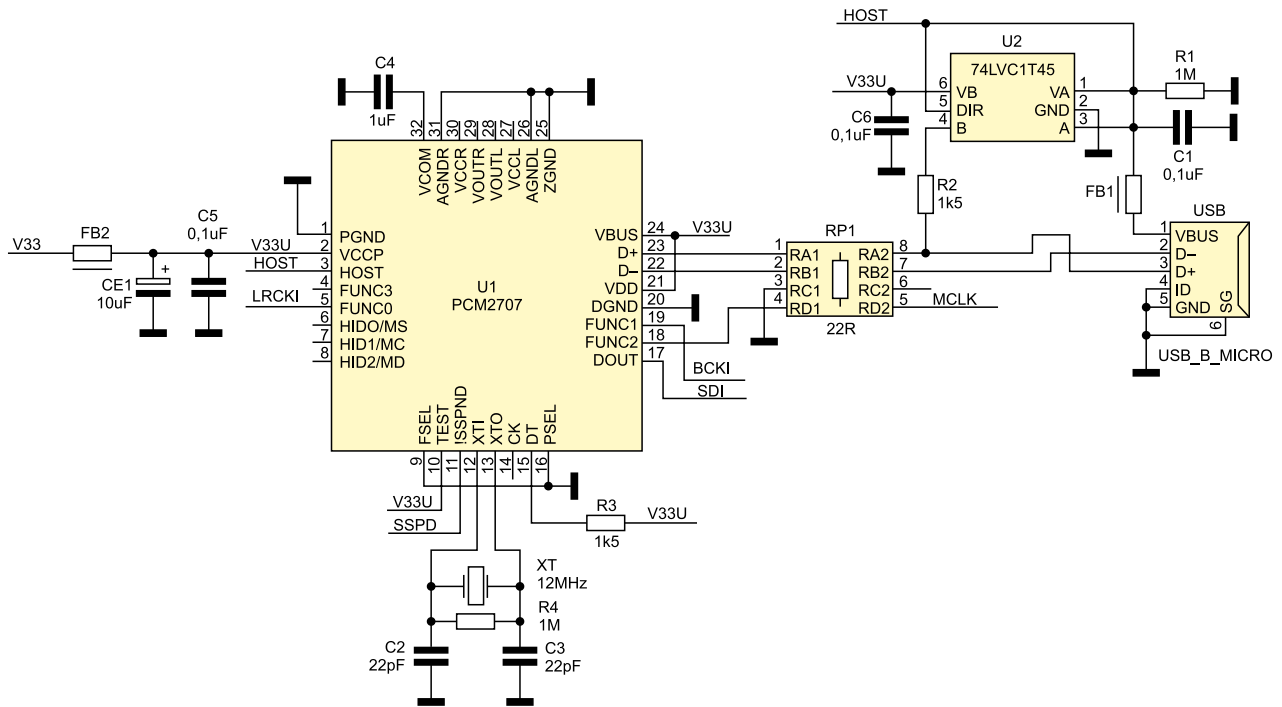 HOST
U2
74LVC1T45
V33U
6 VB VA 1
5 DIR GND 2
4 B A 3
R1
1M
C6
0,1uF
C1
0,1uF
R2
1k5
FB1
C4
1uF
32 31 30 29 28 27 26 25
VCOM AGNDR VCCR VOUTR VOUTL VCCL AGNDL ZGND
V33
FB2
C5
0,1uF
V33U
HOST
CE1
+
10uF
LRCKI
1 PGND
2 VCCP
3 HOST
4 FUNC3
5 FUNC0
6 HID0/MS
7 HID1/MC
8 HID2/MD
U1
PCM2707
VBUS 24
D+ 23
D– 22
VDD 21
DGND 20
FUNC1 19
FUNC2 18
DOUT 17
V33U
BCKI
SDI
RP1
1 RA1 RA2 8
2 RB1 RB2 7
3 RC1 RC2 6
4 RD1 RD2 5
22R
MCLK
USB
1 VBUS
2 D–
3 D+
4 ID
5 GND
6 SG
USB_B_MICRO
FSEL TEST !SSPND XTI XTO CK DT PSEL
9 10 11 12 13 14 15 16
V33U
SSPD
R3
1k5
V33U
XT
12MHz
R4
1M
C2
22pF
C3
22pF